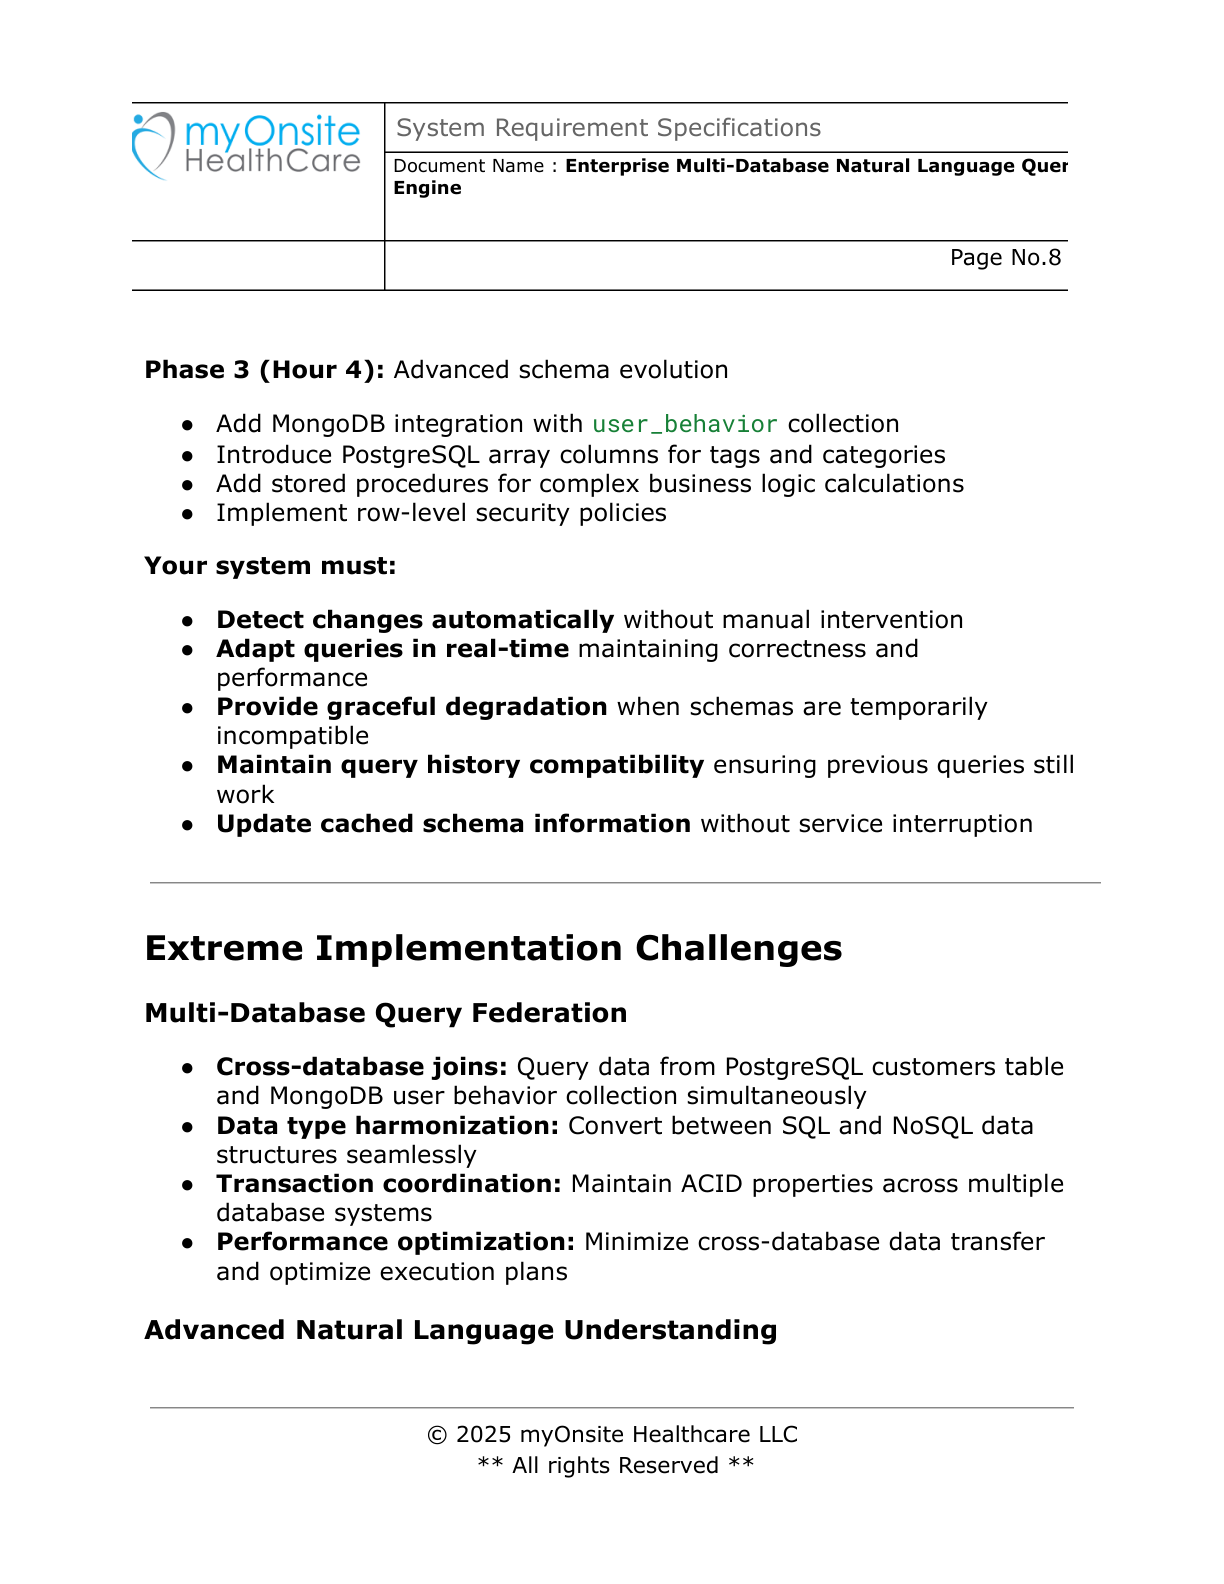 myOnsite
HealthCare
System Requirement Specifications
Document Name : Enterprise Multi-Database Natural Language Quer
Engine
Page No.8
Phase 3 (Hour 4): Advanced schema evolution
● Add MongoDB integration with user_behavior collection
● Introduce PostgreSQL array columns for tags and categories
● Add stored procedures for complex business logic calculations
● Implement row-level security policies
Your system must:
● Detect changes automatically without manual intervention
● Adapt queries in real-time maintaining correctness and
performance
● Provide graceful degradation when schemas are temporarily
incompatible
● Maintain query history compatibility ensuring previous queries still
work
● Update cached schema information without service interruption
Extreme Implementation Challenges
Multi-Database Query Federation
● Cross-database joins: Query data from PostgreSQL customers table
and MongoDB user behavior collection simultaneously
● Data type harmonization: Convert between SQL and NoSQL data
structures seamlessly
● Transaction coordination: Maintain ACID properties across multiple
database systems
● Performance optimization: Minimize cross-database data transfer
and optimize execution plans
Advanced Natural Language Understanding
© 2025 myOnsite Healthcare LLC
** All rights Reserved **